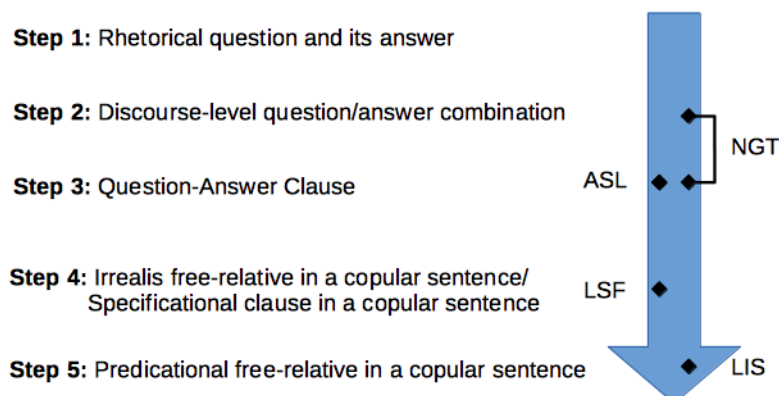 Step 1: Rhetorical question and its answer
Step 2: Discourse-level question/answer combination
NGT
Step 3: Question-Answer Clause
ASL
Step 4: Irrealis free-relative in a copular sentence/
Specificational clause in a copular sentence
LSF
Step 5: Predicational free-relative in a copular sentence
LIS